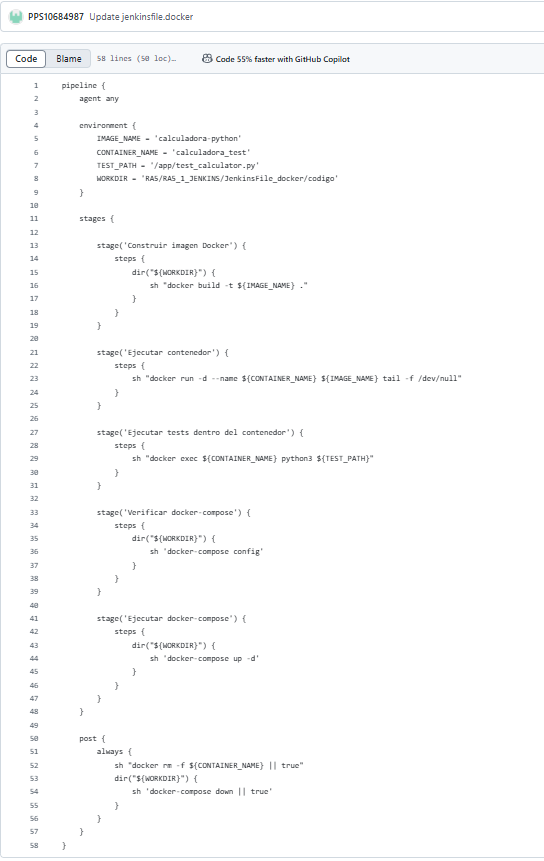 PPS10684987 Update jenkinsfile.docker
Code Blame 58 lines (50 loc)… Code 55% faster with GitHub Copilot
1 pipeline {
2     agent any
3
4     environment {
5         IMAGE_NAME = 'calculadora-python'
6         CONTAINER_NAME = 'calculadora_test'
7         TEST_PATH = '/app/test_calculator.py'
8         WORKDIR = 'RA5/RA5_1_JENKINS/JenkinsFile_docker/codigo'
9     }
10
11     stages {
12
13         stage('Construir imagen Docker') {
14             steps {
15                 dir("${WORKDIR}") {
16                     sh "docker build -t ${IMAGE_NAME} ."
17                 }
18             }
19         }
20
21         stage('Ejecutar contenedor') {
22             steps {
23                 sh "docker run -d --name ${CONTAINER_NAME} ${IMAGE_NAME} tail -f /dev/null"
24             }
25         }
26
27         stage('Ejecutar tests dentro del contenedor') {
28             steps {
29                 sh "docker exec ${CONTAINER_NAME} python3 ${TEST_PATH}"
30             }
31         }
32
33         stage('Verificar docker-compose') {
34             steps {
35                 dir("${WORKDIR}") {
36                     sh 'docker-compose config'
37                 }
38             }
39         }
40
41         stage('Ejecutar docker-compose') {
42             steps {
43                 dir("${WORKDIR}") {
44                     sh 'docker-compose up -d'
45                 }
46             }
47         }
48     }
49
50     post {
51         always {
52             sh "docker rm -f ${CONTAINER_NAME} || true"
53             dir("${WORKDIR}") {
54                 sh 'docker-compose down || true'
55             }
56         }
57     }
58 }